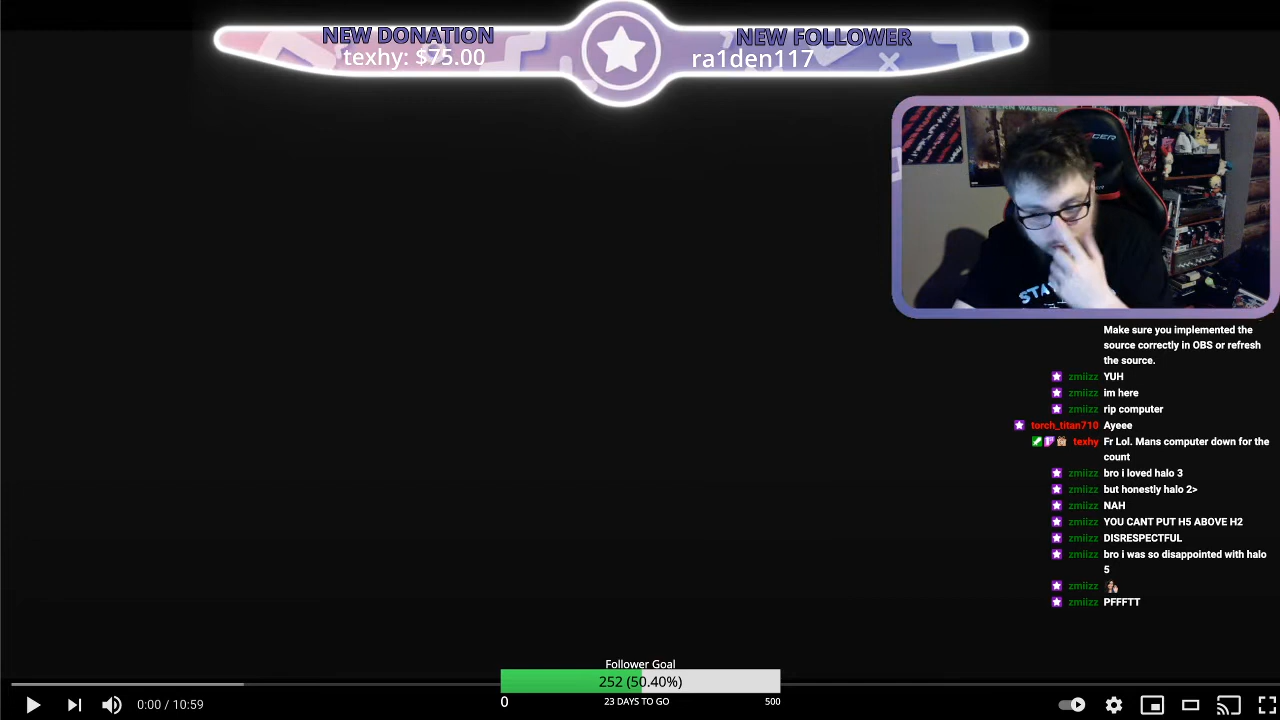 NEW DONATION
texhy: $75.00
NEW FOLLOWER
ra1den117
MODERN WARFARE
Make sure you implemented the
source correctly in OBS or refresh
the source.
zmiizz YUH
zmiizz im here
zmiizz rip computer
torch_titan710 Ayeee
texhy Fr Lol. Mans computer down for the
count
zmiizz bro i loved halo 3
zmiizz but honestly halo 2>
zmiizz NAH
zmiizz YOU CANT PUT H5 ABOVE H2
zmiizz DISRESPECTFUL
zmiizz bro i was so disappointed with halo
5
zmiizz
zmiizz PFFFTT
Follower Goal
252 (50.40%)
0 23 DAYS TO GO 500
0:00 / 10:59